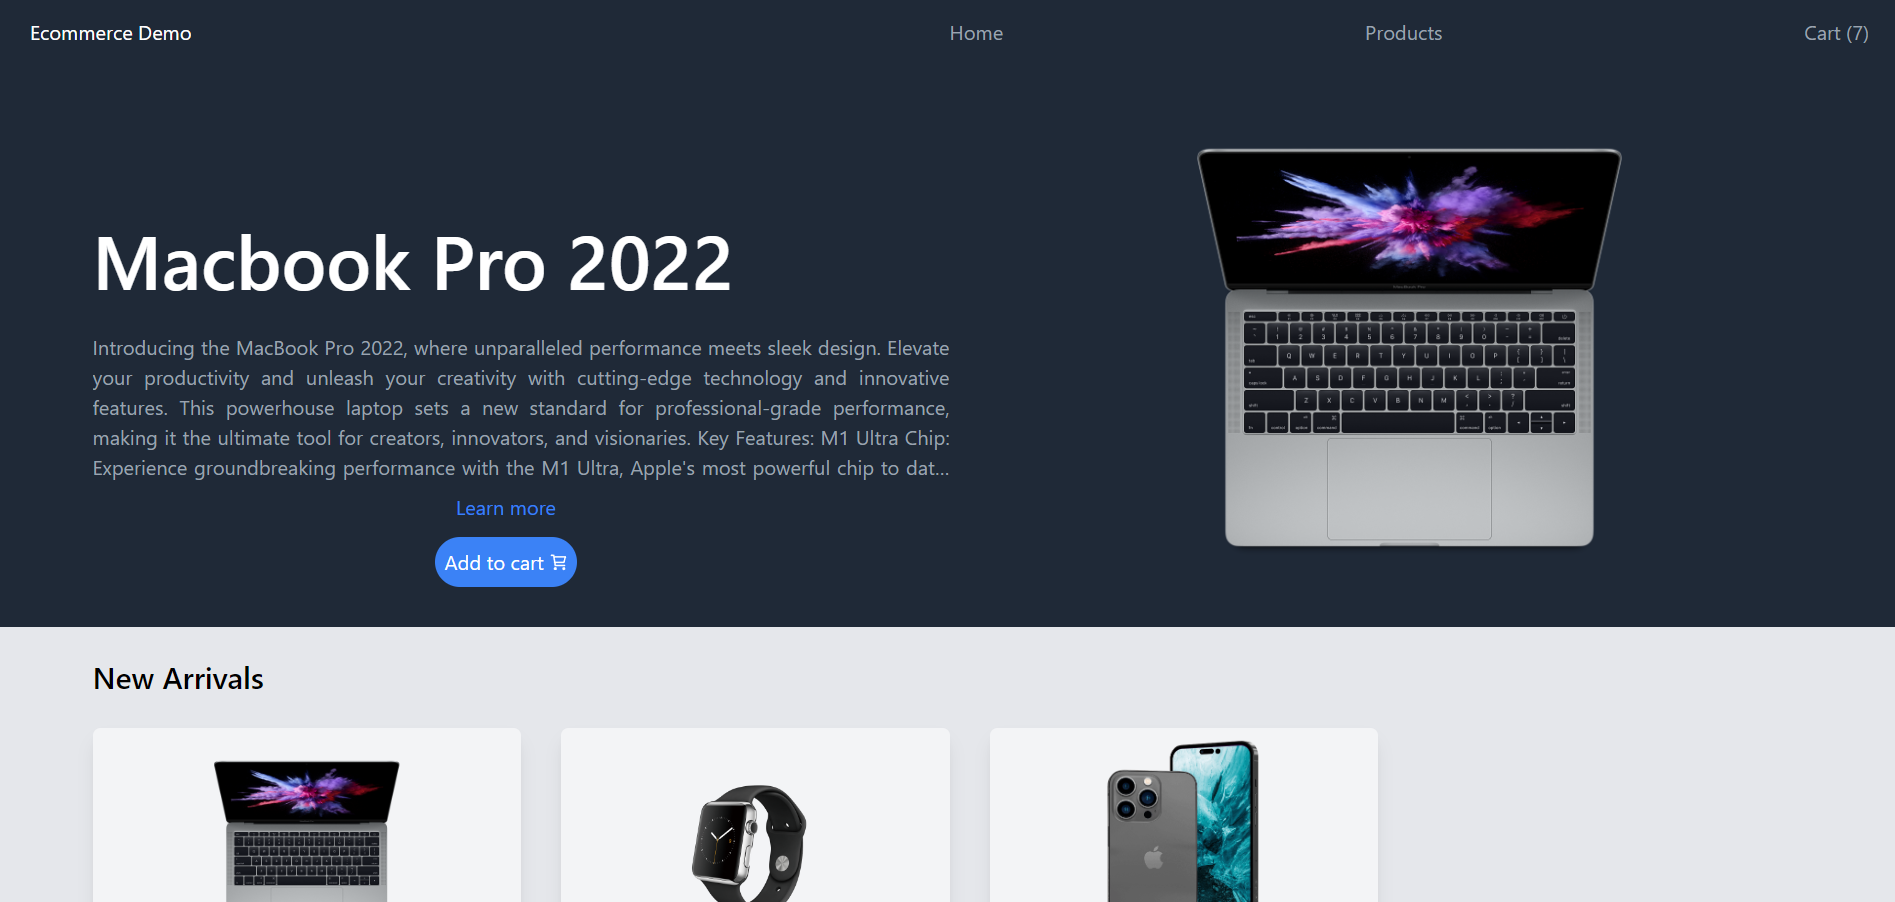 Ecommerce Demo
Home
Products
Cart (7)
Macbook Pro 2022
Introducing the MacBook Pro 2022, where unparalleled performance meets sleek design. Elevate
your productivity and unleash your creativity with cutting-edge technology and innovative
features. This powerhouse laptop sets a new standard for professional-grade performance,
making it the ultimate tool for creators, innovators, and visionaries. Key Features: M1 Ultra Chip:
Experience groundbreaking performance with the M1 Ultra, Apple's most powerful chip to dat...
Learn more
Add to cart
New Arrivals